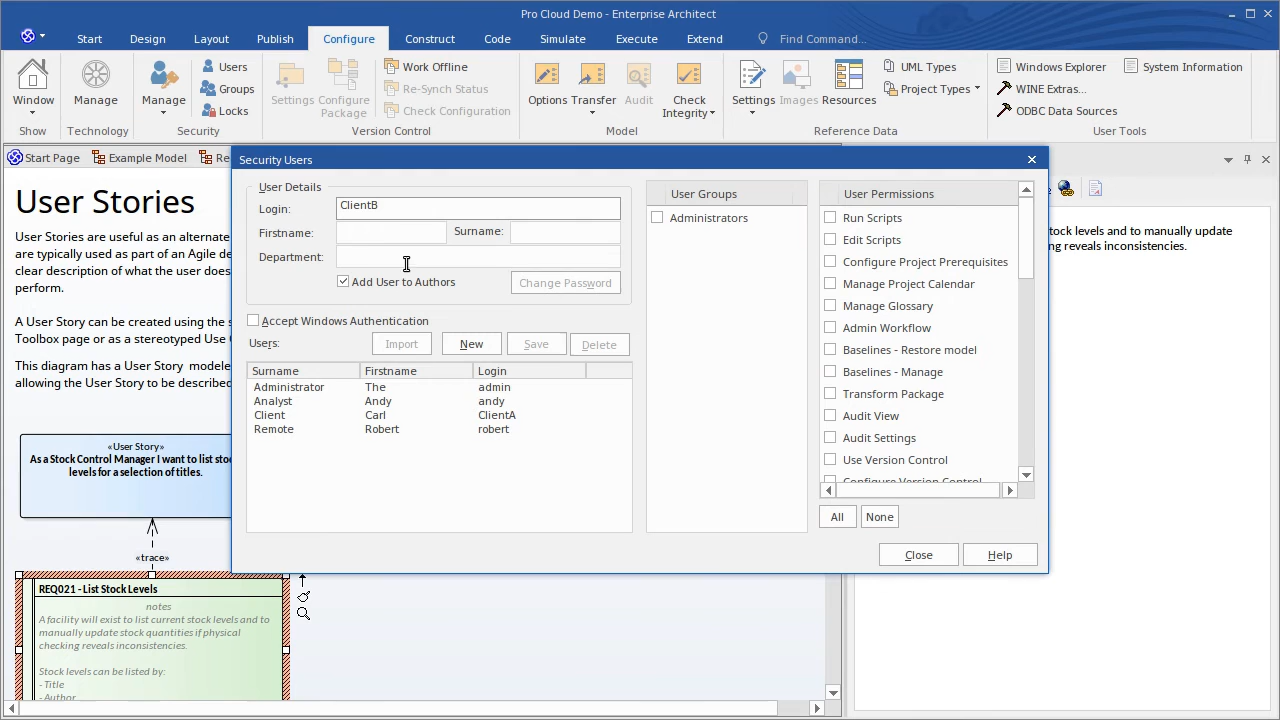 Pro Cloud Demo - Enterprise Architect
Start Design Layout Publish Configure Construct Code Simulate Execute Extend Find Command...
Window
Show
Manage
Technology
Manage
Users
Groups
Locks
Security
Settings
Configure Package
Work Offline
Re-Synch Status
Check Configuration
Version Control
Options
Transfer
Audit
Check Integrity
Model
Settings
Images
Resources
UML Types
Project Types
Reference Data
Windows Explorer
WINE Extras...
ODBC Data Sources
System Information
User Tools
Start Page Example Model Re
User Stories
User Stories are useful as an alternate
are typically used as part of an Agile de
clear description of what the user does
perform.
A User Story can be created using the s
Toolbox page or as a stereotyped Use
This diagram has a User Story modele
allowing the User Story to be described
«User Story»
As a Stock Control Manager I want to list stoc
levels for a selection of titles.
«trace»
REQ021 - List Stock Levels
notes
A facility will exist to list current stock levels and to
manually update stock quantities if physical
checking reveals inconsistencies.
Stock levels can be listed by:
- Title
- Author
Security Users
User Details
Login: ClientB
Firstname: Surname:
Department:
Add User to Authors Change Password
Accept Windows Authentication
Users: Import New Save Delete
Surname Firstname Login
Administrator The admin
Analyst Andy andy
Client Carl ClientA
Remote Robert robert
User Groups
Administrators
User Permissions
Run Scripts
Edit Scripts
Configure Project Prerequisites
Manage Project Calendar
Manage Glossary
Admin Workflow
Baselines - Restore model
Baselines - Manage
Transform Package
Audit View
Audit Settings
Use Version Control
Configure Version Control
All None
Close Help
tock levels and to manually update
ng reveals inconsistencies.